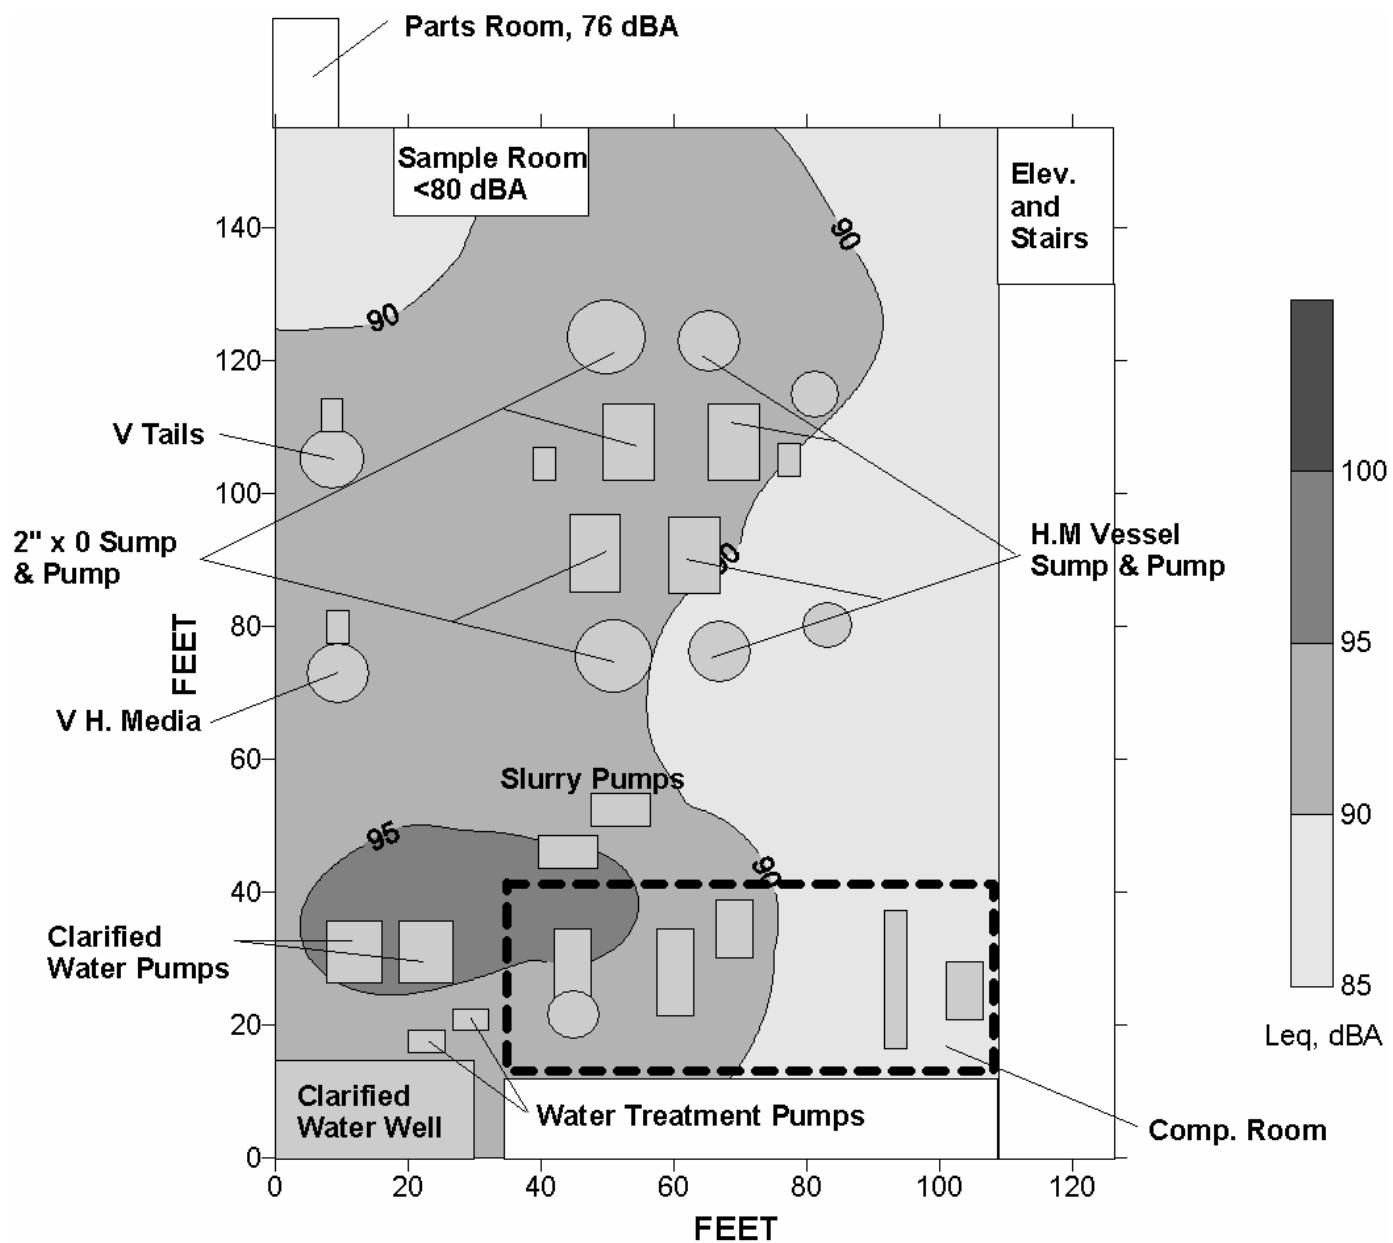 Parts Room, 76 dBA
Sample Room
<80 dBA
Elev.
and
Stairs
140
90
90
120
V Tails
100
100
2" x 0 Sump
& Pump
90
H.M Vessel
Sump & Pump
80
FEET
95
V H. Media
60
Slurry Pumps
90
95
90
40
Clarified
Water Pumps
85
20
Leq, dBA
Clarified
Water Well
Water Treatment Pumps
Comp. Room
0
0
20
40
60
80
100
120
FEET